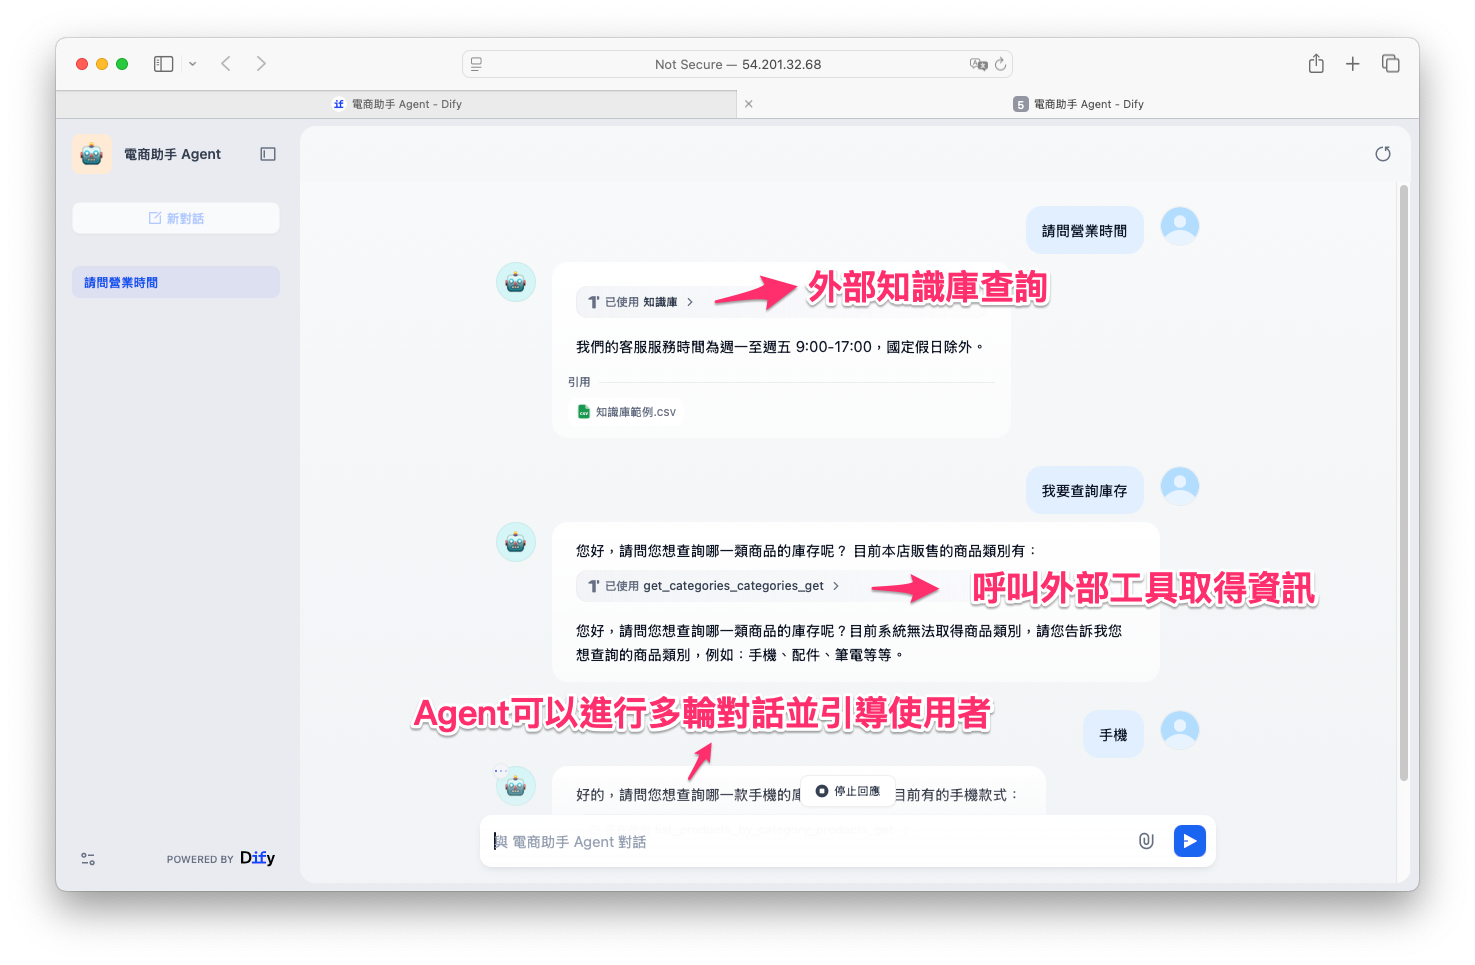 Not Secure — 54.201.32.68
電商助手 Agent - Dify
5 電商助手 Agent - Dify
電商助手 Agent
新對話
請問營業時間
請問營業時間
已使用 知識庫
外部知識庫查詢
我們的客服服務時間為週一至週五 9:00-17:00，國定假日除外。
引用
知識庫範例.csv
我要查詢庫存
您好，請問您想查詢哪一類商品的庫存呢？ 目前本店販售的商品類別有：
已使用 get_categories_categories_get
呼叫外部工具取得資訊
您好，請問您想查詢哪一類商品的庫存呢？目前系統無法取得商品類別，請您告訴我您
想查詢的商品類別，例如：手機、配件、筆電等等。
Agent可以進行多輪對話並引導使用者
手機
好的，請問您想查詢哪一款手機的庫
停止回應
目前有的手機款式：
與 電商助手 Agent 對話
POWERED BY Dify